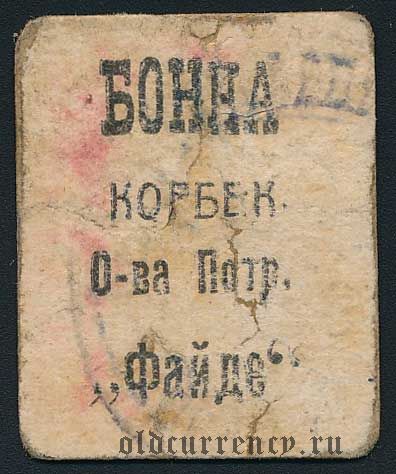 БОННА
КОРБЕК.
О-ва Потр.
„Файде“
oldcurrency.ru